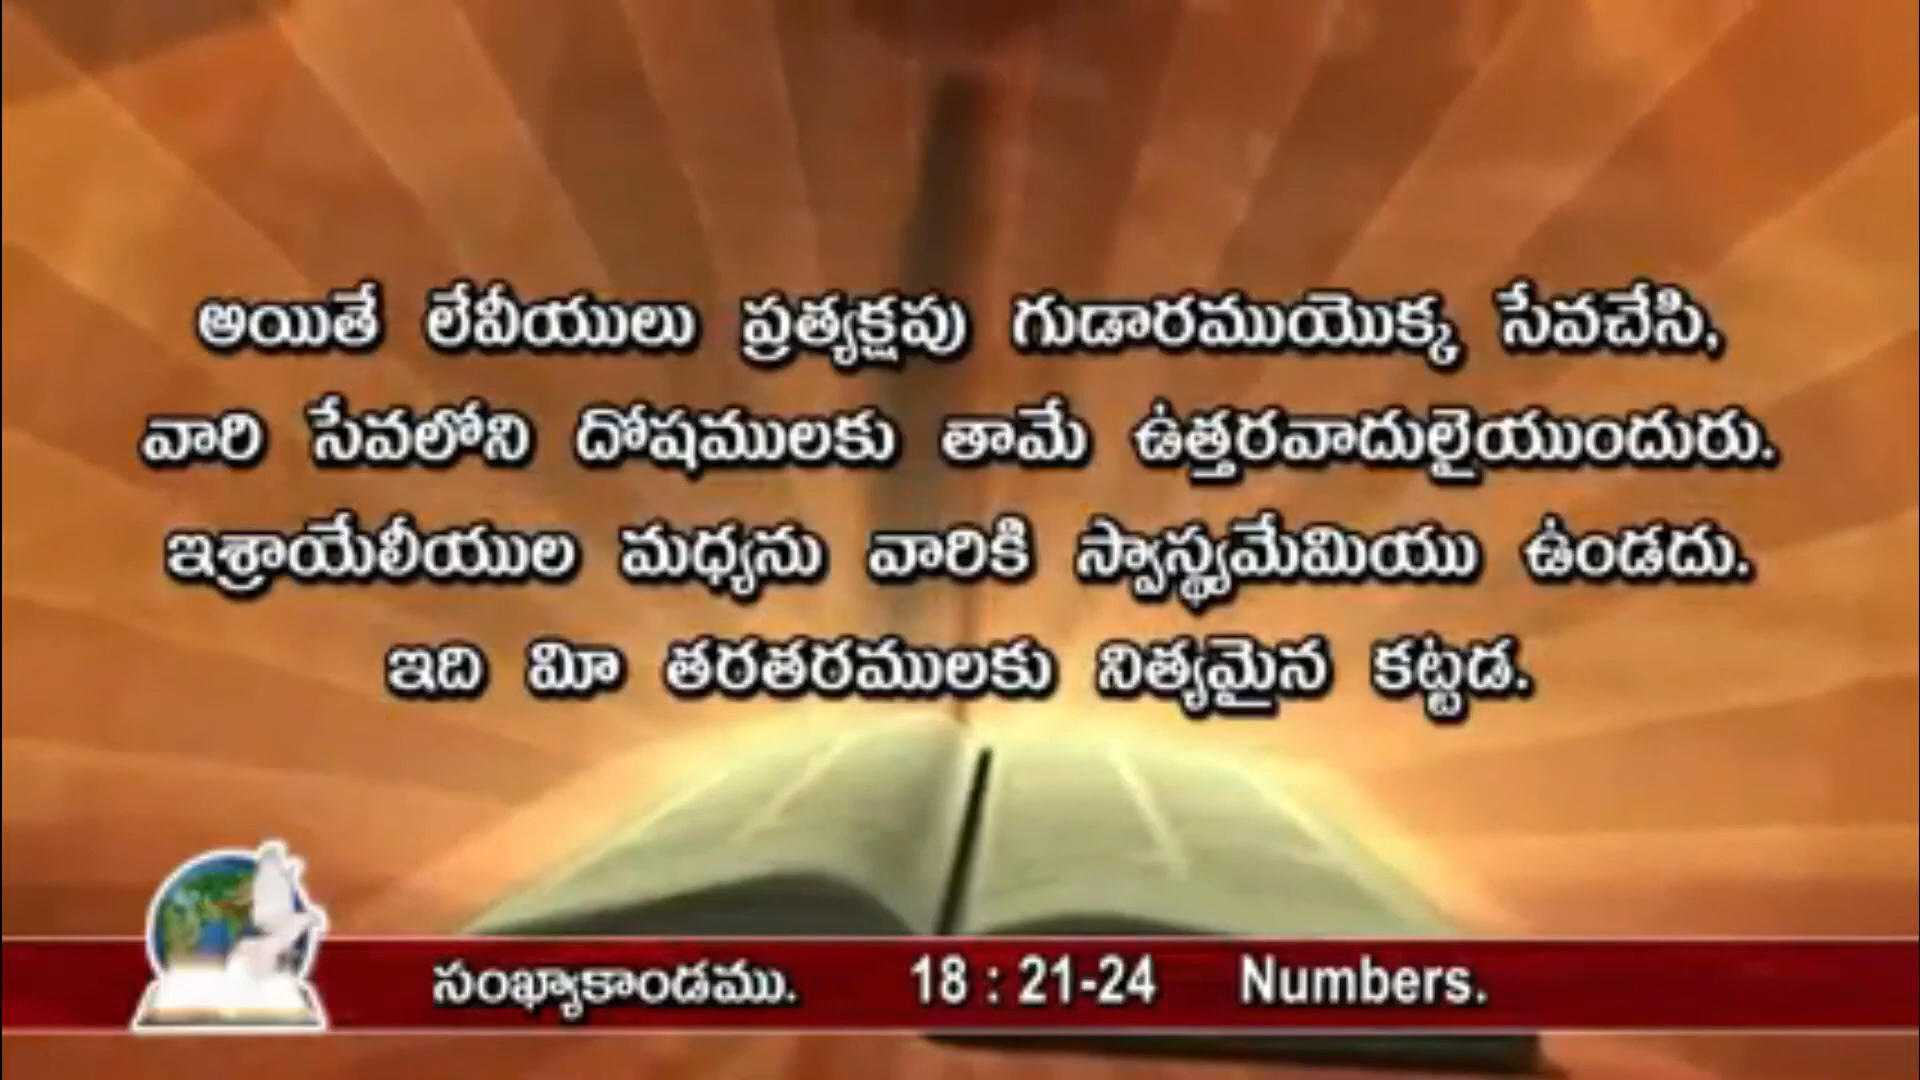 అయితే లేవీయులు ప్రత్యక్షపు గుడారముయొక్క సేవచేసి,
వారి సేవలోని దోషములకు తామే ఉత్తరవాదులైయుందురు.
ఇశ్రాయేలీయుల మధ్యను వారికి స్వాస్థ్యమేమియు ఉండదు.
ఇది మీ తరతరములకు నిత్యమైన కట్టడ.
సంఖ్యాకాండము. 18 : 21-24 Numbers.